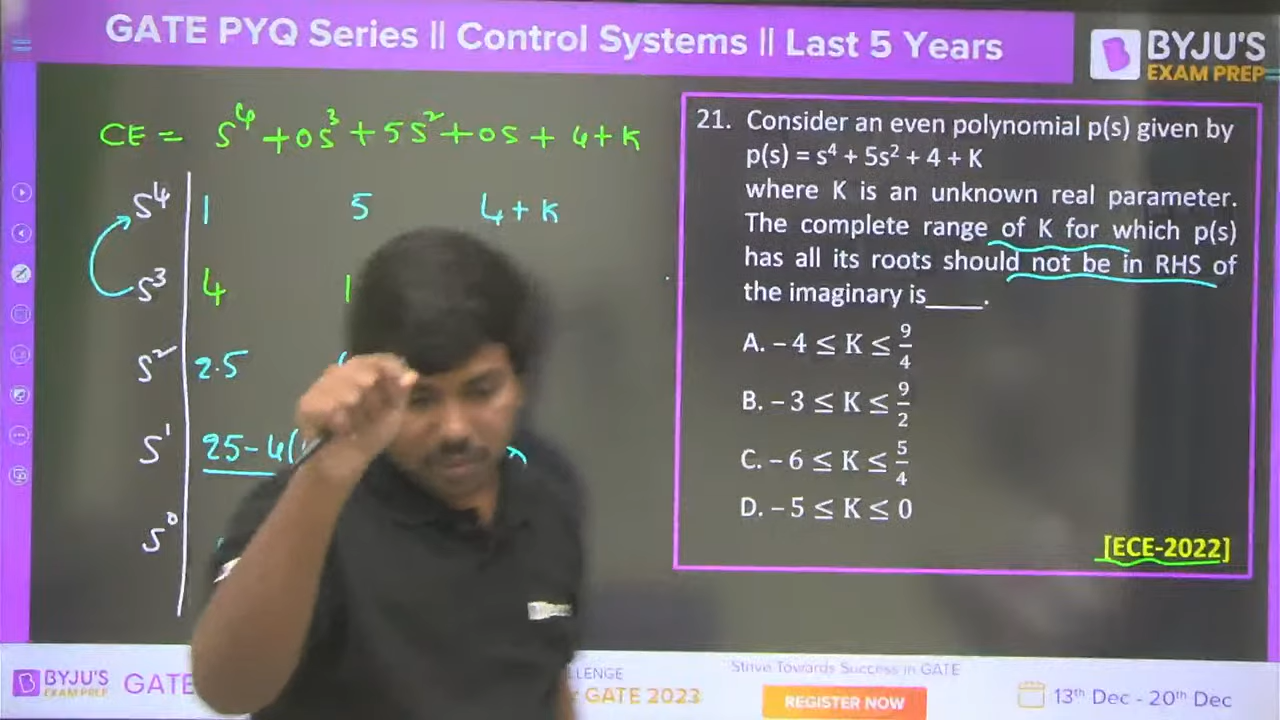 GATE PYQ Series || Control Systems || Last 5 Years
BYJU'S
EXAM PREP
CE = S⁴ + 0S³ + 5S² + 0S + 4 + K
S⁴ 1 5 4 + K
S³ 4 1
S² 2.5
S¹ 25 - 4(
S⁰
21. Consider an even polynomial p(s) given by
p(s) = s⁴ + 5s² + 4 + K
where K is an unknown real parameter.
The complete range of K for which p(s)
has all its roots should not be in RHS of
the imaginary is____.
A. – 4 ≤ K ≤ 9/4
B. – 3 ≤ K ≤ 9/2
C. – 6 ≤ K ≤ 5/4
D. – 5 ≤ K ≤ 0
[ECE-2022]
BYJU'S
EXAM PREP
GATE
GATE 2023
Strive Towards Success in GATE
REGISTER NOW
13th Dec - 20th Dec